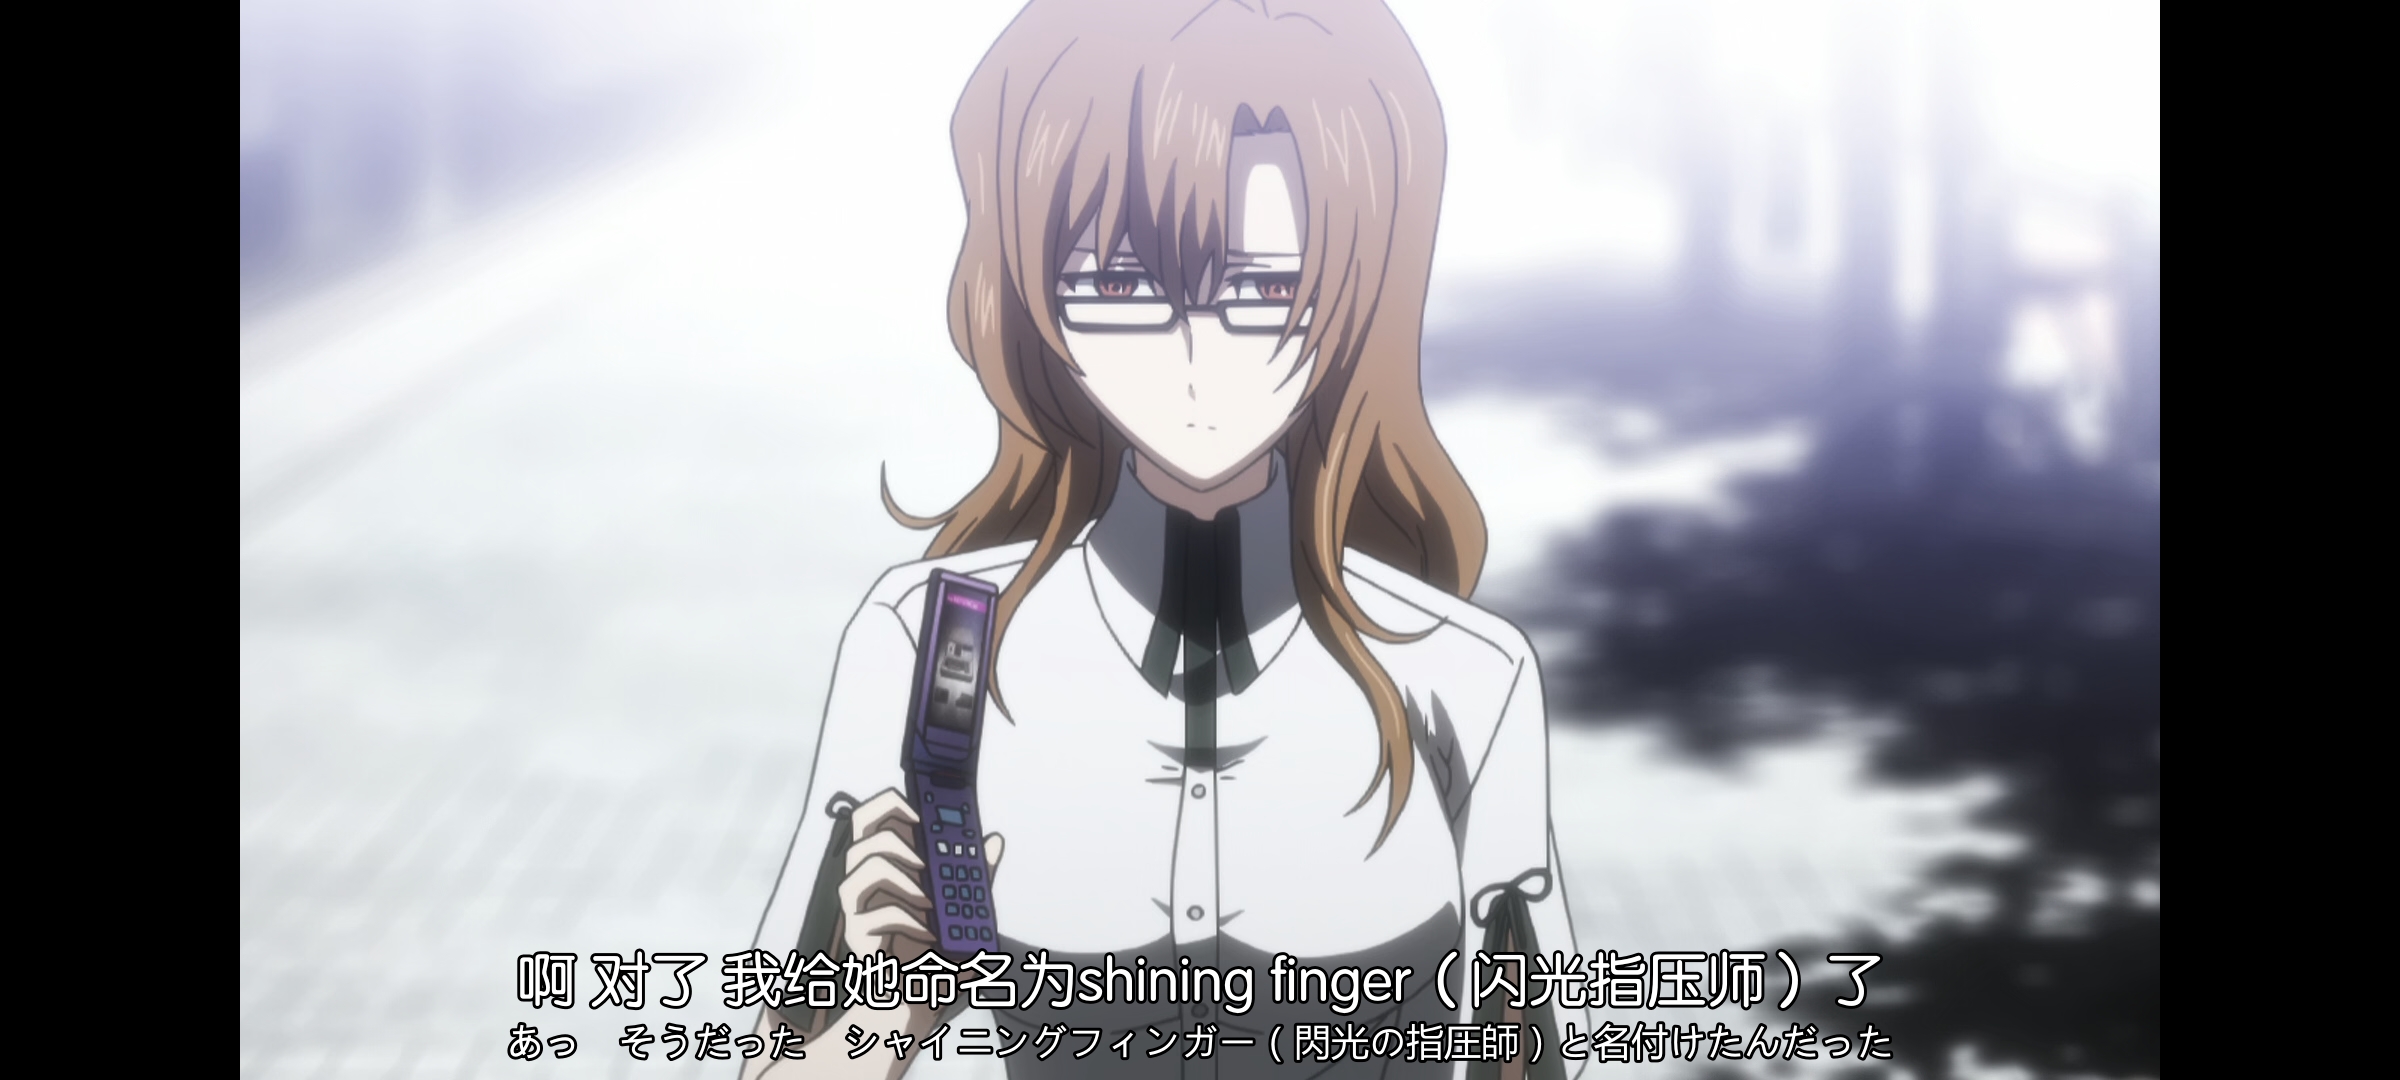 啊 对了 我给她命名为shining finger（闪光指压师）了
あっ　そうだった　シャイニングフィンガー（閃光の指圧師）と名付けたんだった